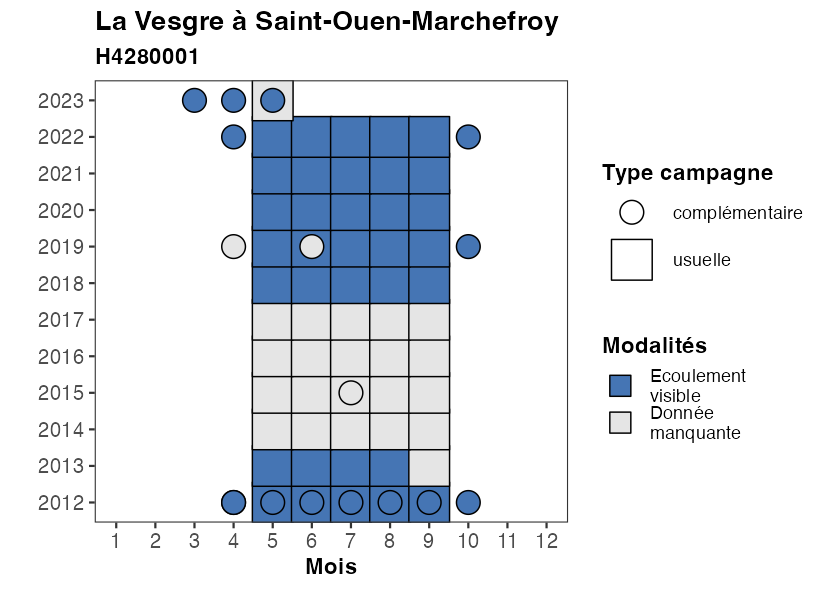 La Vesgre à Saint-Ouen-Marchefroy
H4280001
2023
2022
2021
2020
2019
2018
2017
2016
2015
2014
2013
2012
1 2 3 4 5 6 7 8 9 10 11 12
Mois
Type campagne
complémentaire
usuelle
Modalités
Ecoulement
visible
Donnée
manquante